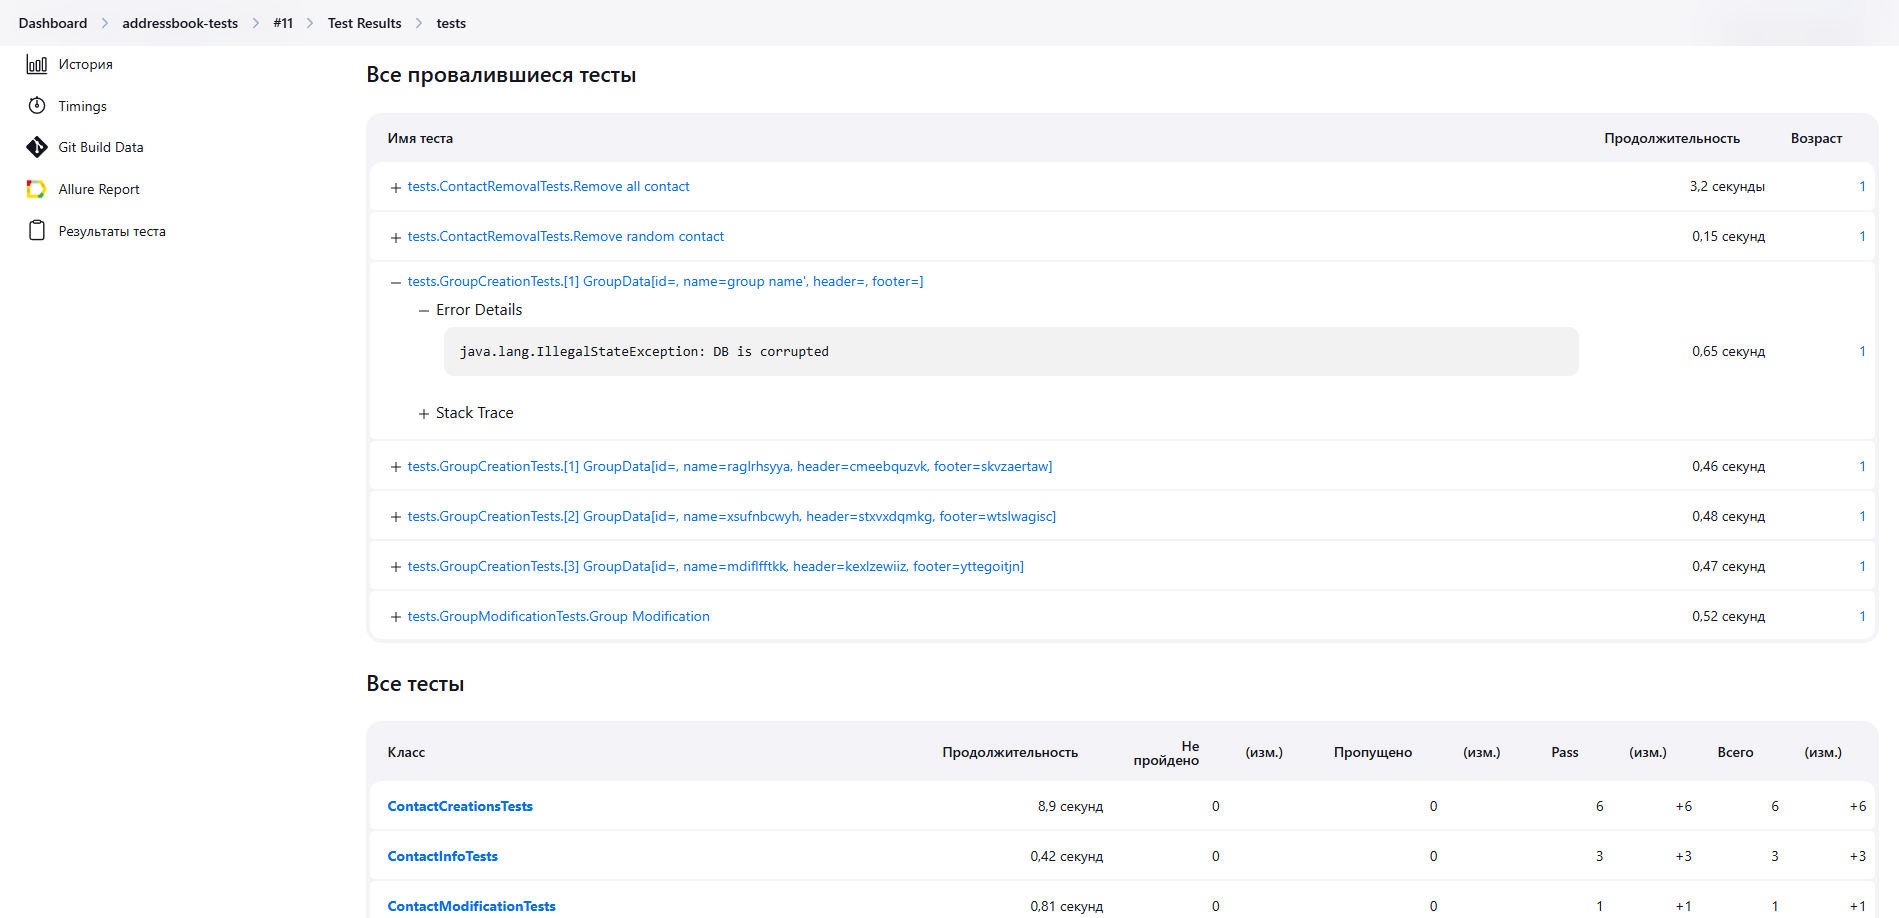 Dashboard addressbook-tests #11 Test Results tests
История
Timings
Git Build Data
Allure Report
Результаты теста
Все провалившиеся тесты
Имя теста Продолжительность Возраст
tests.ContactRemovalTests.Remove all contact 3,2 секунды 1
tests.ContactRemovalTests.Remove random contact 0,15 секунд 1
tests.GroupCreationTests.[1] GroupData[id=, name=group name', header=, footer=]
Error Details
java.lang.IllegalStateException: DB is corrupted 0,65 секунд 1
Stack Trace
tests.GroupCreationTests.[1] GroupData[id=, name=raglrhsyya, header=cmeebquzvk, footer=skvzaertaw] 0,46 секунд 1
tests.GroupCreationTests.[2] GroupData[id=, name=xsufnbcwyh, header=stxvxdqmkg, footer=wtslwagisc] 0,48 секунд 1
tests.GroupCreationTests.[3] GroupData[id=, name=mdiflfftkk, header=kexlzewiiz, footer=yttegoitjn] 0,47 секунд 1
tests.GroupModificationTests.Group Modification 0,52 секунд 1
Все тесты
Класс Продолжительность Не пройдено (изм.) Пропущено (изм.) Pass (изм.) Всего (изм.)
ContactCreationsTests 8,9 секунд 0 0 6 +6 6 +6
ContactInfoTests 0,42 секунд 0 0 3 +3 3 +3
ContactModificationTests 0,81 секунд 0 0 1 +1 1 +1